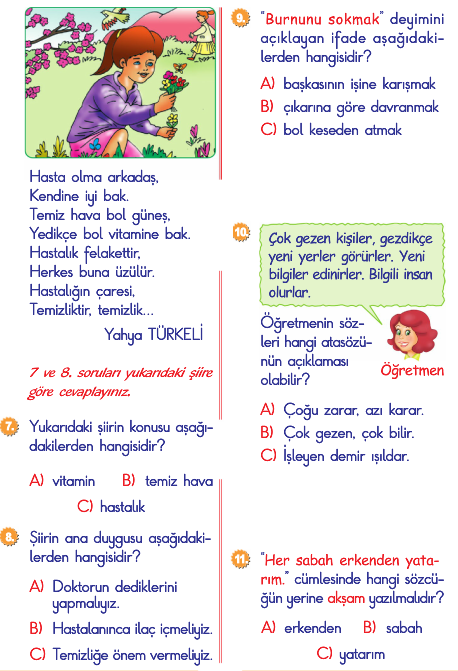 Hasta olma arkadaş,
Kendine iyi bak.
Temiz hava bol güneş,
Yedikçe bol vitamine bak.
Hastalık felakettir,
Herkes buna üzülür.
Hastalığın çaresi,
Temizliktir, temizlik...
Yahya TÜRKELİ
7 ve 8. soruları yukarıdaki şiire
göre cevaplayınız.
7. Yukarıdaki şiirin konusu aşağı-
dakilerden hangisidir?
A) vitamin B) temiz hava
C) hastalık
8. Şiirin ana duygusu aşağıdaki-
lerden hangisidir?
A) Doktorun dediklerini
yapmalıyız.
B) Hastalanınca ilaç içmeliyiz.
C) Temizliğe önem vermeliyiz.
9. "Burnunu sokmak" deyimini
açıklayan ifade aşağıdaki-
lerden hangisidir?
A) başkasının işine karışmak
B) çıkarına göre davranmak
C) bol keseden atmak
10. Çok gezen kişiler, gezdikçe
yeni yerler görürler. Yeni
bilgiler edinirler. Bilgili insan
olurlar.
Öğretmenin söz-
leri hangi atasözü-
nün açıklaması
olabilir?
Öğretmen
A) Çoğu zarar, azı karar.
B) Çok gezen, çok bilir.
C) İşleyen demir ışıldar.
11. "Her sabah erkenden yata-
rım." cümlesinde hangi sözcü-
ğün yerine akşam yazılmalıdır?
A) erkenden B) sabah
C) yatarım